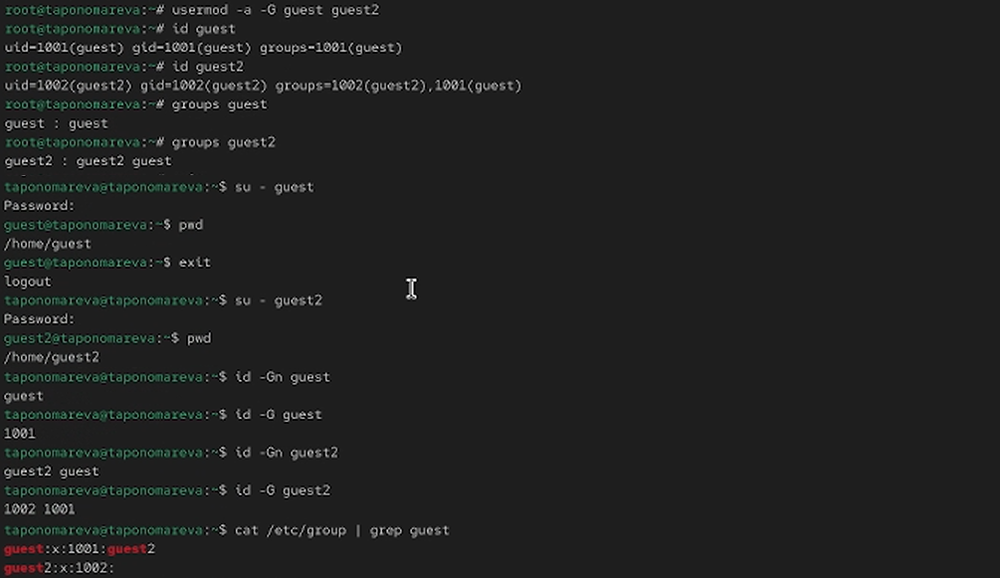 root@taponomareva:~# usermod -a -G guest guest2
root@taponomareva:~# id guest
uid=1001(guest) gid=1001(guest) groups=1001(guest)
root@taponomareva:~# id guest2
uid=1002(guest2) gid=1002(guest2) groups=1002(guest2),1001(guest)
root@taponomareva:~# groups guest
guest : guest
root@taponomareva:~# groups guest2
guest2 : guest2 guest
taponomareva@taponomareva:~$ su - guest
Password:
guest@taponomareva:~$ pwd
/home/guest
guest@taponomareva:~$ exit
logout
taponomareva@taponomareva:~$ su - guest2
Password:
guest2@taponomareva:~$ pwd
/home/guest2
taponomareva@taponomareva:~$ id -Gn guest
guest
taponomareva@taponomareva:~$ id -G guest
1001
taponomareva@taponomareva:~$ id -Gn guest2
guest2 guest
taponomareva@taponomareva:~$ id -G guest2
1002 1001
taponomareva@taponomareva:~$ cat /etc/group | grep guest
guest:x:1001:guest2
guest2:x:1002: